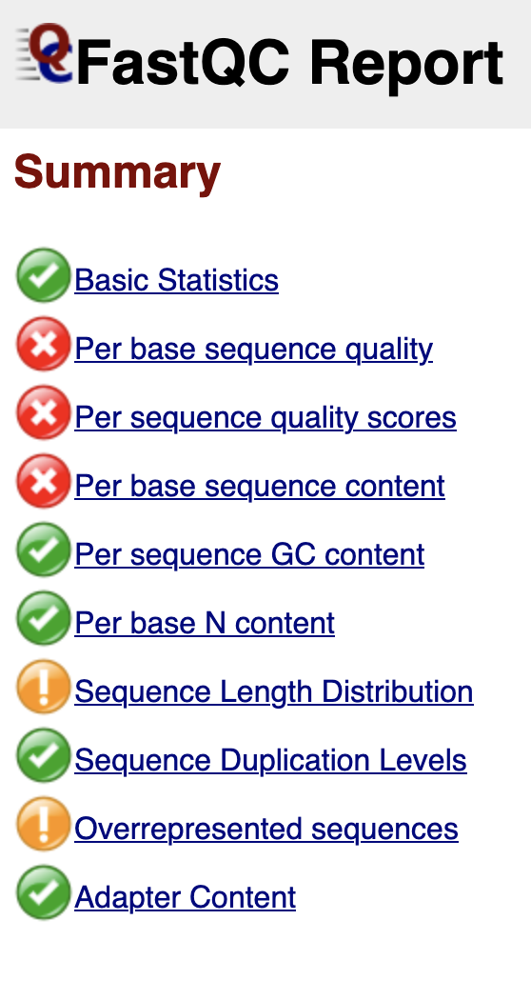 FastQC Report
Summary
Basic Statistics
Per base sequence quality
Per sequence quality scores
Per base sequence content
Per sequence GC content
Per base N content
Sequence Length Distribution
Sequence Duplication Levels
Overrepresented sequences
Adapter Content